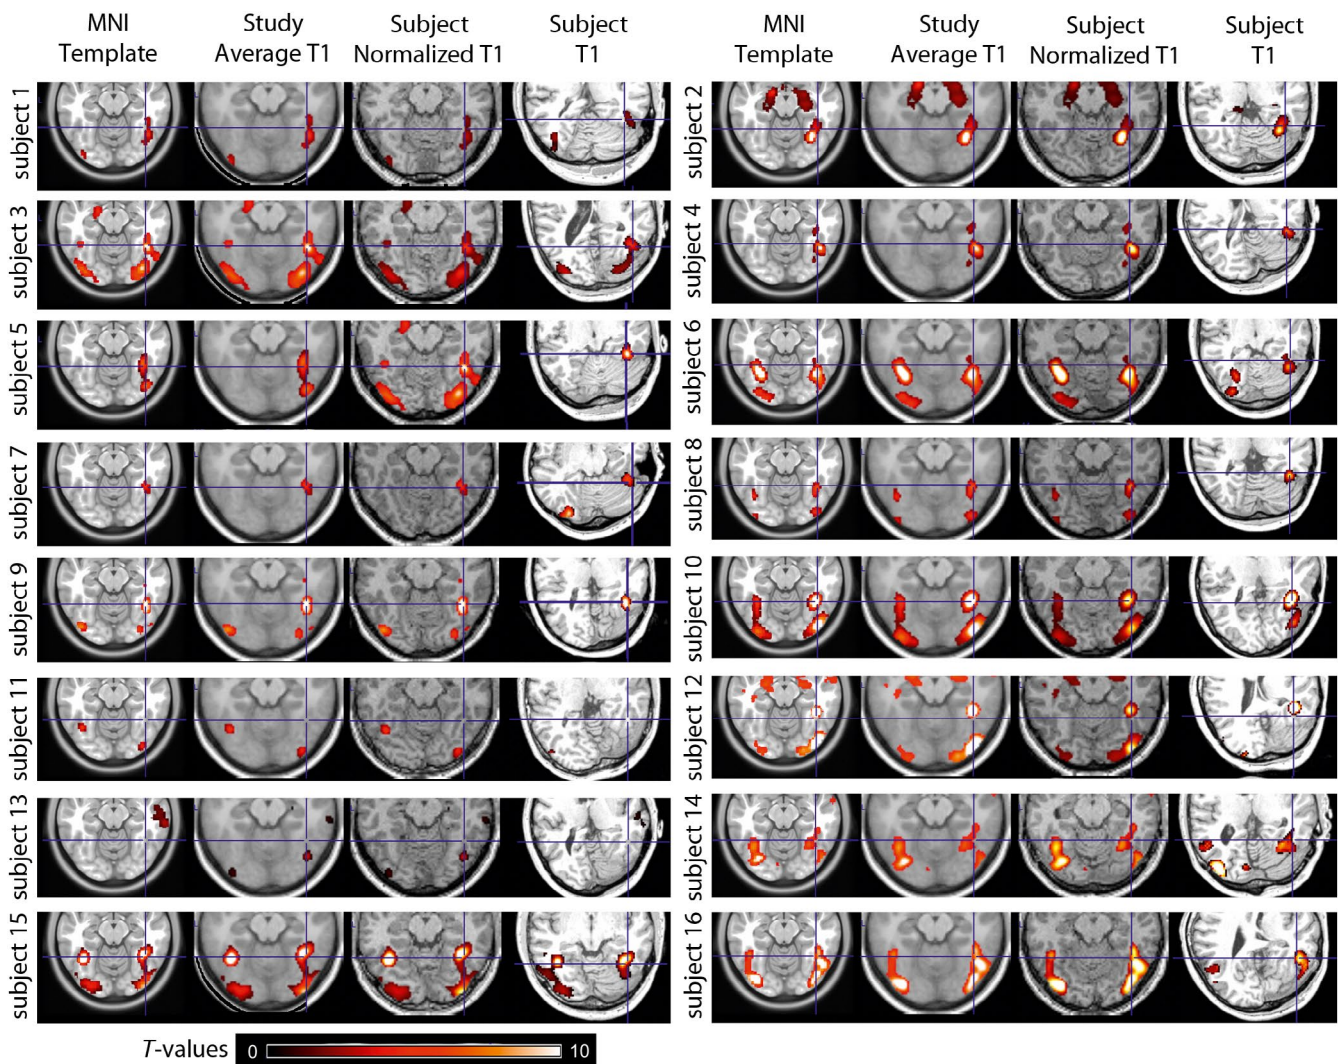 MNI Template
Study Average T1
Subject Normalized T1
Subject T1
MNI Template
Study Average T1
Subject Normalized T1
Subject T1
subject 1
subject 2
subject 3
subject 4
subject 5
subject 6
subject 7
subject 8
subject 9
subject 10
subject 11
subject 12
subject 13
subject 14
subject 15
subject 16
T-values 0 10